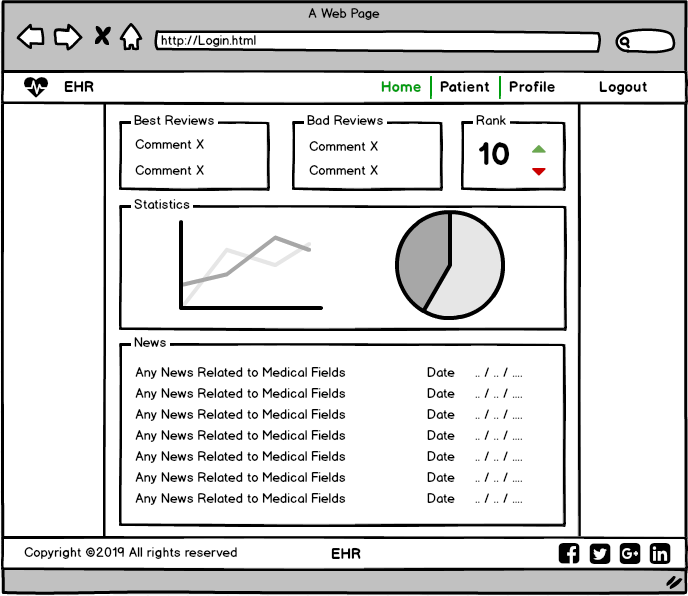 A Web Page
http://Login.html
EHR Home Patient Profile Logout
Best Reviews Bad Reviews Rank
Comment X Comment X 10
Comment X Comment X
Statistics
News
Any News Related to Medical Fields Date .. / .. / ....
Any News Related to Medical Fields Date .. / .. / ....
Any News Related to Medical Fields Date .. / .. / ....
Any News Related to Medical Fields Date .. / .. / ....
Any News Related to Medical Fields Date .. / .. / ....
Any News Related to Medical Fields Date .. / .. / ....
Any News Related to Medical Fields Date .. / .. / ....
Copyright ©2019 All rights reserved EHR